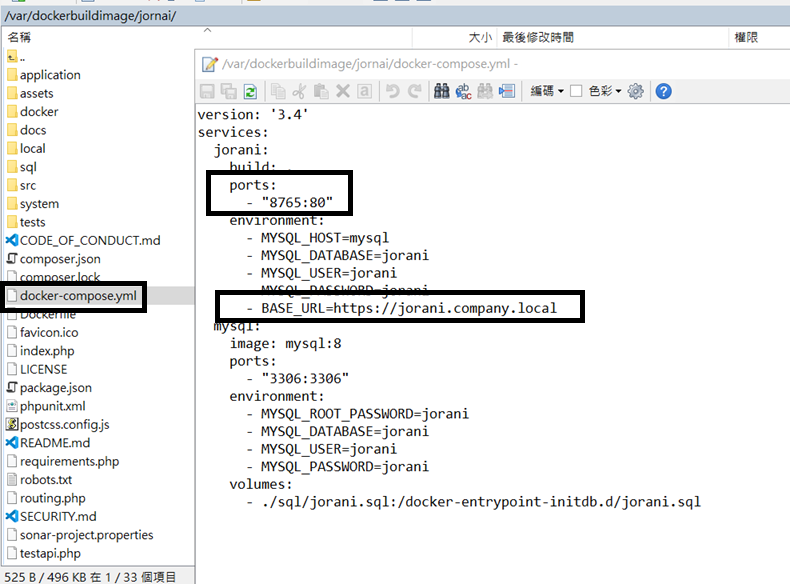 /var/dockerbuildimage/jornai/
名稱
大小
最後修改時間
權限
..
application
assets
docker
docs
local
sql
src
system
tests
CODE_OF_CONDUCT.md
composer.json
composer.lock
docker-compose.yml
Dockerfile
favicon.ico
index.php
LICENSE
package.json
phpunit.xml
postcss.config.js
README.md
requirements.php
robots.txt
routing.php
SECURITY.md
sonar-project.properties
testapi.php
525 B / 496 KB 在 1 / 33 個項目
/var/dockerbuildimage/jornai/docker-compose.yml -
編碼
色彩
version: '3.4'
services:
  jorani:
    build: .
    ports:
      - "8765:80"
    environment:
      - MYSQL_HOST=mysql
      - MYSQL_DATABASE=jorani
      - MYSQL_USER=jorani
      - MYSQL_PASSWORD=jorani
      - BASE_URL=https://jorani.company.local
  mysql:
    image: mysql:8
    ports:
      - "3306:3306"
    environment:
      - MYSQL_ROOT_PASSWORD=jorani
      - MYSQL_DATABASE=jorani
      - MYSQL_USER=jorani
      - MYSQL_PASSWORD=jorani
    volumes:
      - ./sql/jorani.sql:/docker-entrypoint-initdb.d/jorani.sql